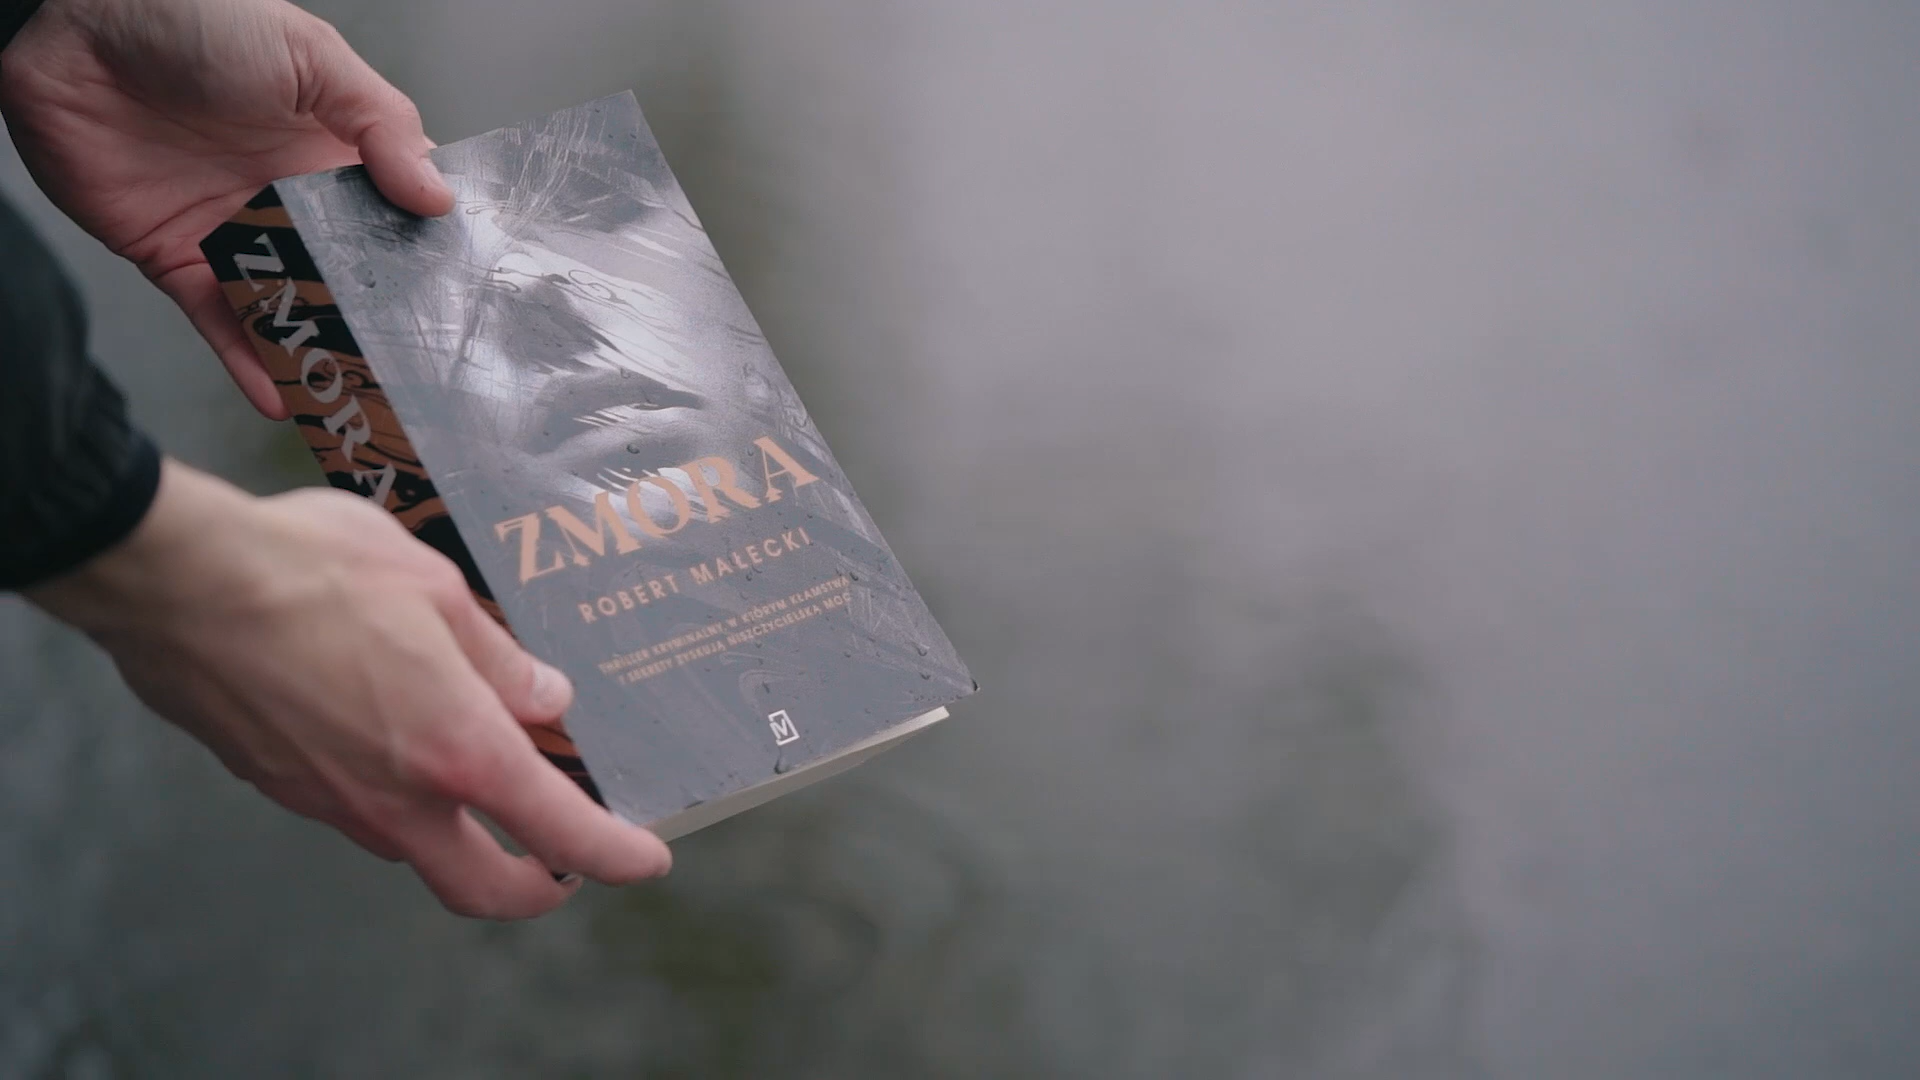 ZMORA
ZMORA
ROBERT MAŁECKI
THRILLER KRYMINALNY, W KTÓRYM KŁAMSTWA
I SEKRETY ZYSKUJĄ NISZCZYCIELSKĄ MOC